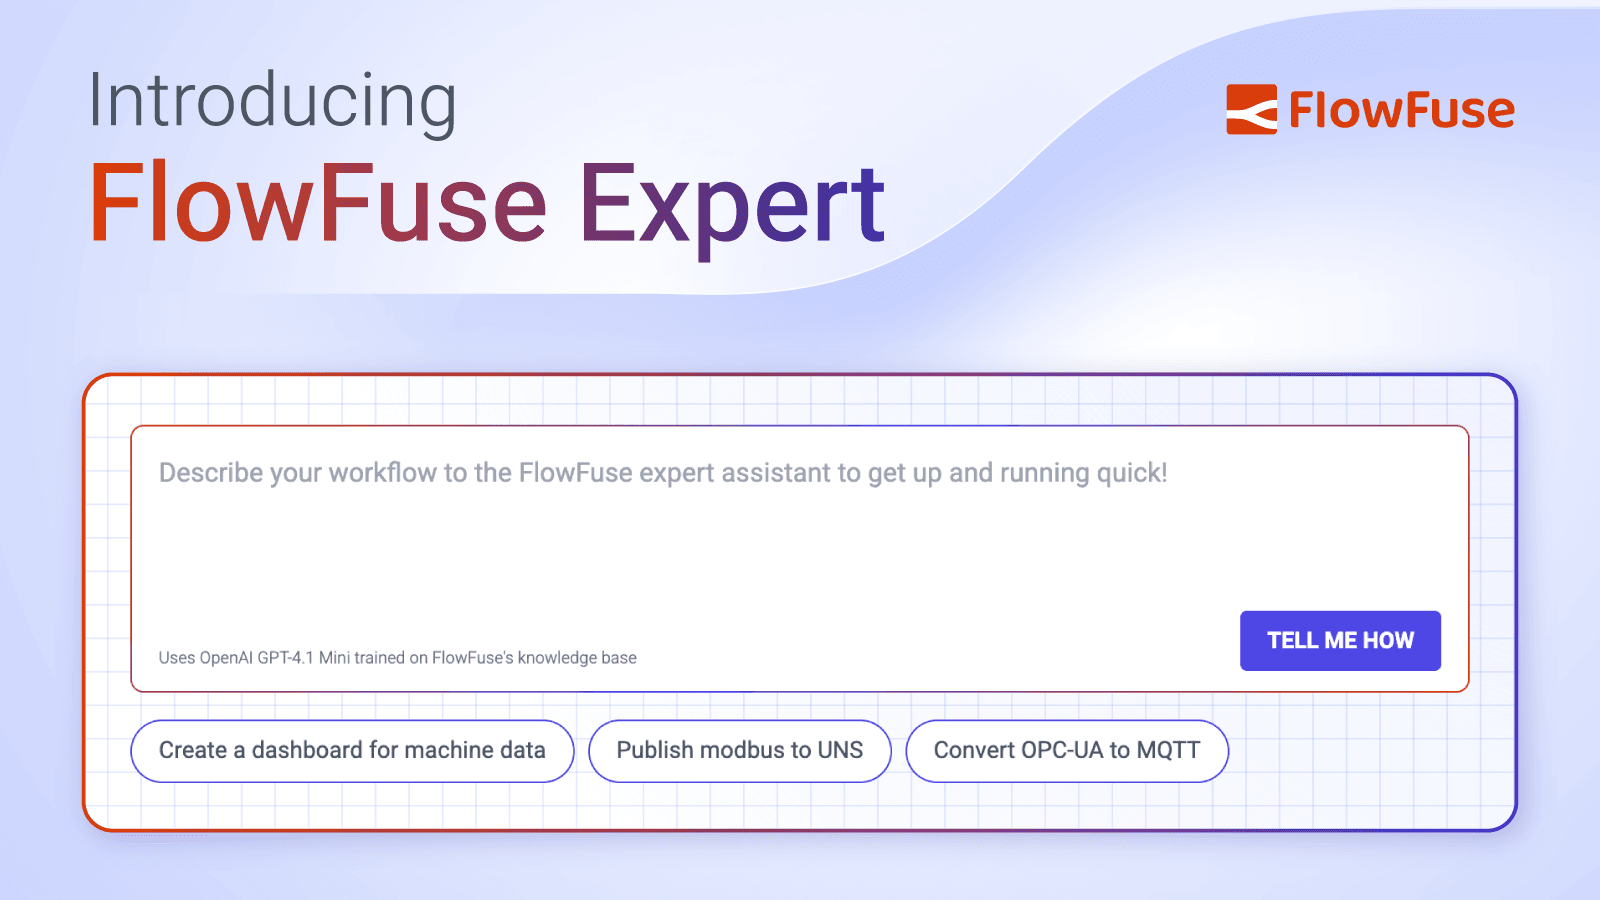 Introducing
FlowFuse
FlowFuse Expert
Describe your workflow to the FlowFuse expert assistant to get up and running quick!
TELL ME HOW
Uses OpenAI GPT-4.1 Mini trained on FlowFuse's knowledge base
Create a dashboard for machine data
Publish modbus to UNS
Convert OPC-UA to MQTT